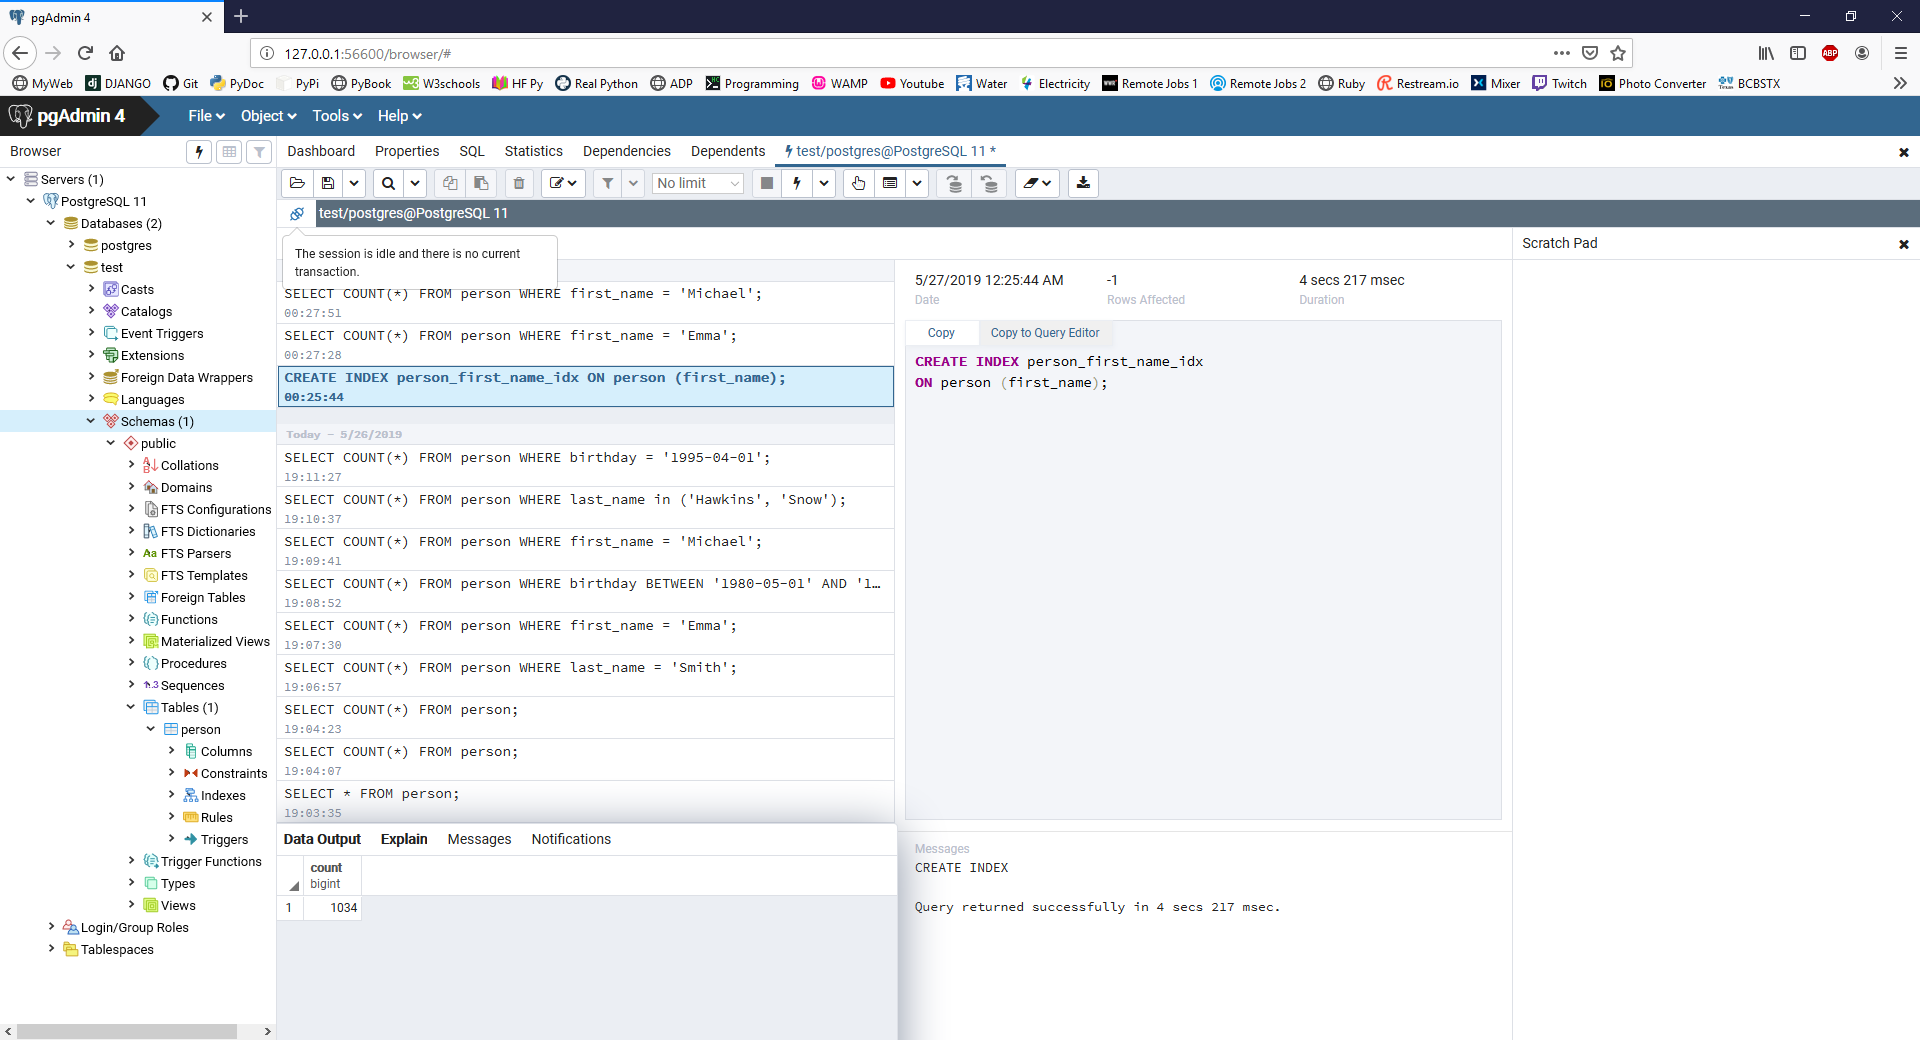 pgAdmin 4
127.0.0.1:56600/browser/#
MyWeb DJANGO Git PyDoc PyPi PyBook W3schools HF Py Real Python ADP Programming WAMP Youtube Water Electricity Remote Jobs 1 Remote Jobs 2 Ruby Restream.io Mixer Twitch Photo Converter BCBSTX
pgAdmin 4 File Object Tools Help
Browser
Dashboard Properties SQL Statistics Dependencies Dependents test/postgres@PostgreSQL 11 *
No limit
test/postgres@PostgreSQL 11
The session is idle and there is no current
transaction.
Servers (1)
PostgreSQL 11
Databases (2)
postgres
test
Casts
Catalogs
Event Triggers
Extensions
Foreign Data Wrappers
Languages
Schemas (1)
public
Collations
Domains
FTS Configurations
FTS Dictionaries
Aa FTS Parsers
FTS Templates
Foreign Tables
Functions
Materialized Views
Procedures
1.3 Sequences
Tables (1)
person
Columns
Constraints
Indexes
Rules
Triggers
Trigger Functions
Types
Views
Login/Group Roles
Tablespaces
SELECT COUNT(*) FROM person WHERE first_name = 'Michael';
00:27:51
SELECT COUNT(*) FROM person WHERE first_name = 'Emma';
00:27:28
CREATE INDEX person_first_name_idx ON person (first_name);
00:25:44
Today - 5/26/2019
SELECT COUNT(*) FROM person WHERE birthday = '1995-04-01';
19:11:27
SELECT COUNT(*) FROM person WHERE last_name in ('Hawkins', 'Snow');
19:10:37
SELECT COUNT(*) FROM person WHERE first_name = 'Michael';
19:09:41
SELECT COUNT(*) FROM person WHERE birthday BETWEEN '1980-05-01' AND '1...
19:08:52
SELECT COUNT(*) FROM person WHERE first_name = 'Emma';
19:07:30
SELECT COUNT(*) FROM person WHERE last_name = 'Smith';
19:06:57
SELECT COUNT(*) FROM person;
19:04:23
SELECT COUNT(*) FROM person;
19:04:07
SELECT * FROM person;
19:03:35
Data Output Explain Messages Notifications
count
bigint
1 1034
5/27/2019 12:25:44 AM -1 4 secs 217 msec
Date Rows Affected Duration
Copy Copy to Query Editor
CREATE INDEX person_first_name_idx
ON person (first_name);
Messages
CREATE INDEX
Query returned successfully in 4 secs 217 msec.
Scratch Pad